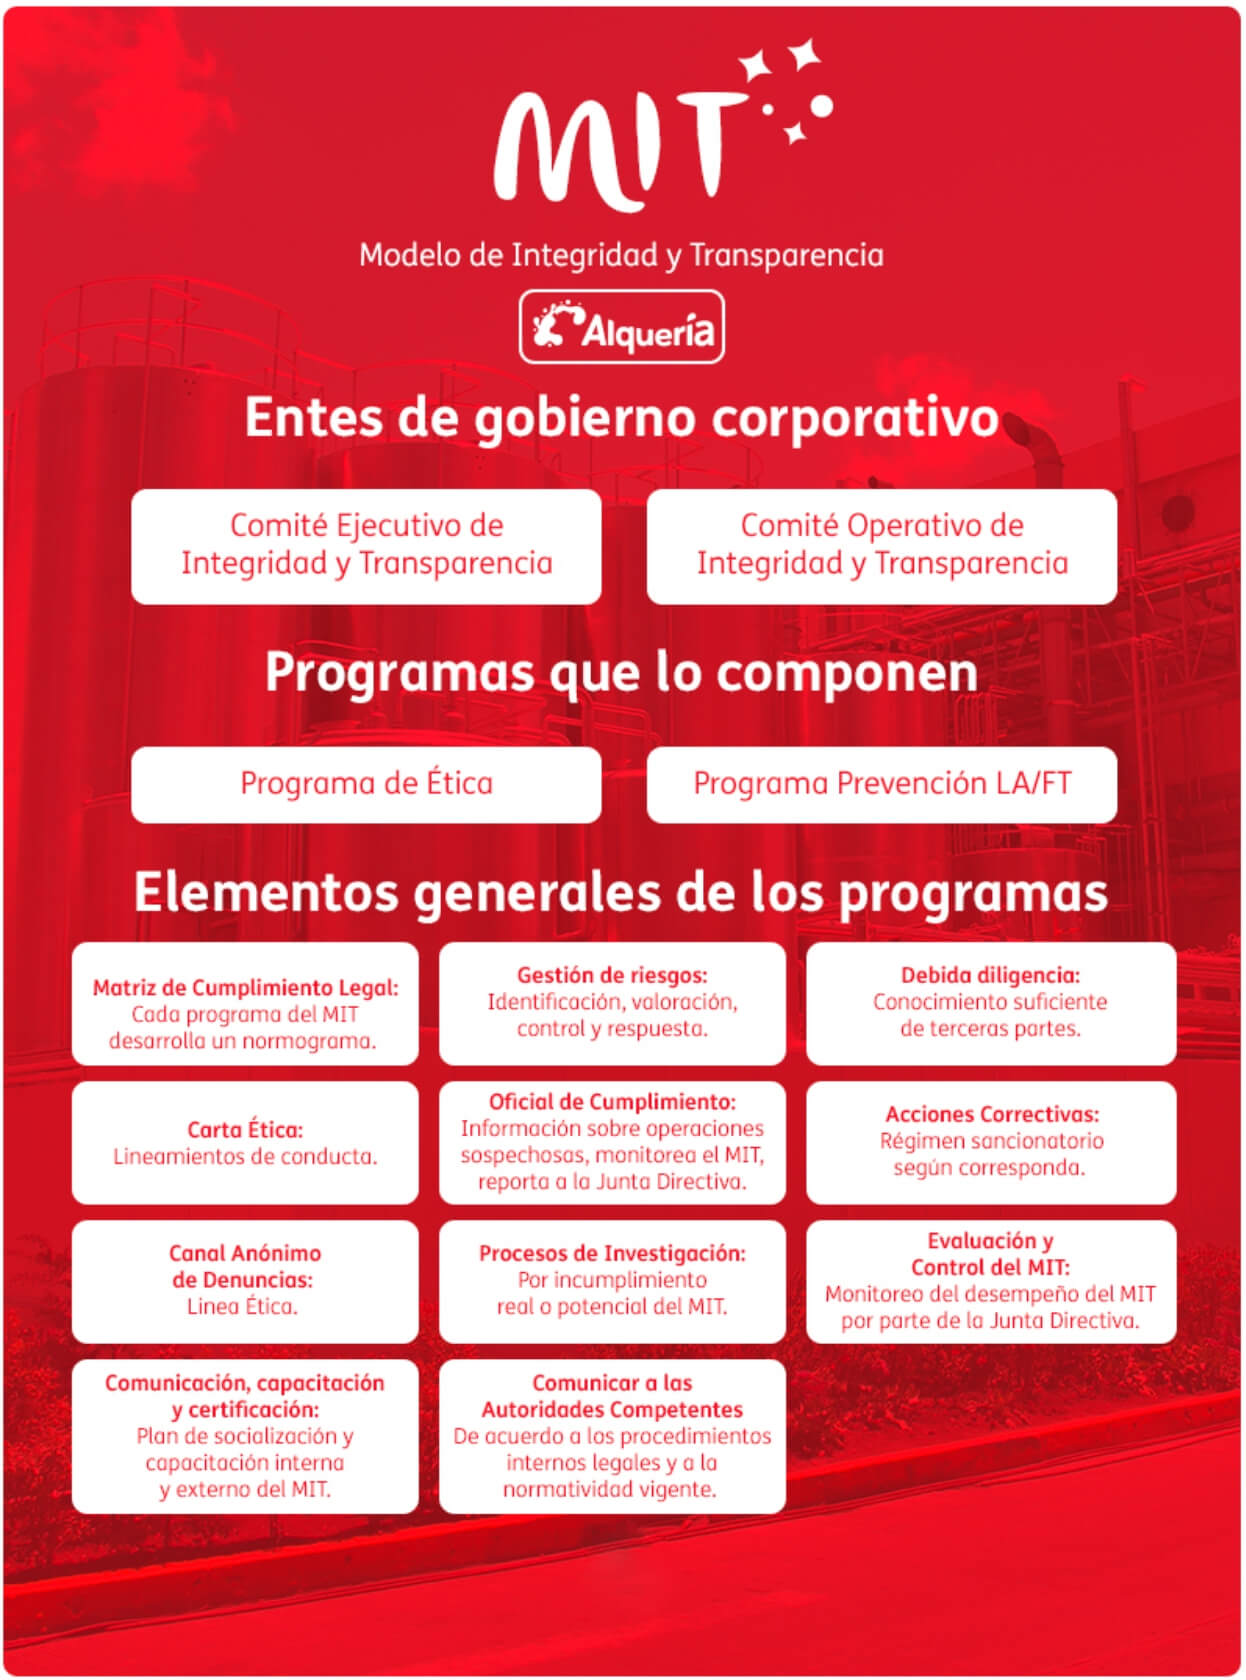 MIT
Modelo de Integridad y Transparencia
Alquería
Entes de gobierno corporativo
Comité Ejecutivo de
Integridad y Transparencia
Comité Operativo de
Integridad y Transparencia
Programas que lo componen
Programa de Ética
Programa Prevención LA/FT
Elementos generales de los programas
Matriz de Cumplimiento Legal:
Cada programa del MIT
desarrolla un normograma.
Gestión de riesgos:
Identificación, valoración,
control y respuesta.
Debida diligencia:
Conocimiento suficiente
de terceras partes.
Carta Ética:
Lineamientos de conducta.
Oficial de Cumplimiento:
Información sobre operaciones
sospechosas, monitorea el MIT,
reporta a la Junta Directiva.
Acciones Correctivas:
Régimen sancionatorio
según corresponda.
Canal Anónimo
de Denuncias:
Linea Ética.
Procesos de Investigación:
Por incumplimiento
real o potencial del MIT.
Evaluación y
Control del MIT:
Monitoreo del desempeño del MIT
por parte de la Junta Directiva.
Comunicación, capacitación
y certificación:
Plan de socialización y
capacitación interna
y externo del MIT.
Comunicar a las
Autoridades Competentes
De acuerdo a los procedimientos
internos legales y a la
normatividad vigente.